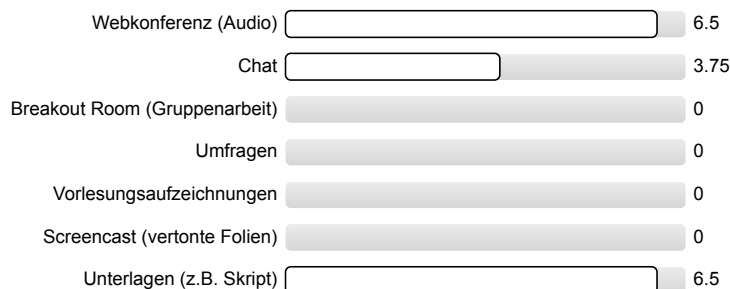 Webkonferenz (Audio) 6.5
Chat 3.75
Breakout Room (Gruppenarbeit) 0
Umfragen 0
Vorlesungsaufzeichnungen 0
Screencast (vertonte Folien) 0
Unterlagen (z.B. Skript) 6.5